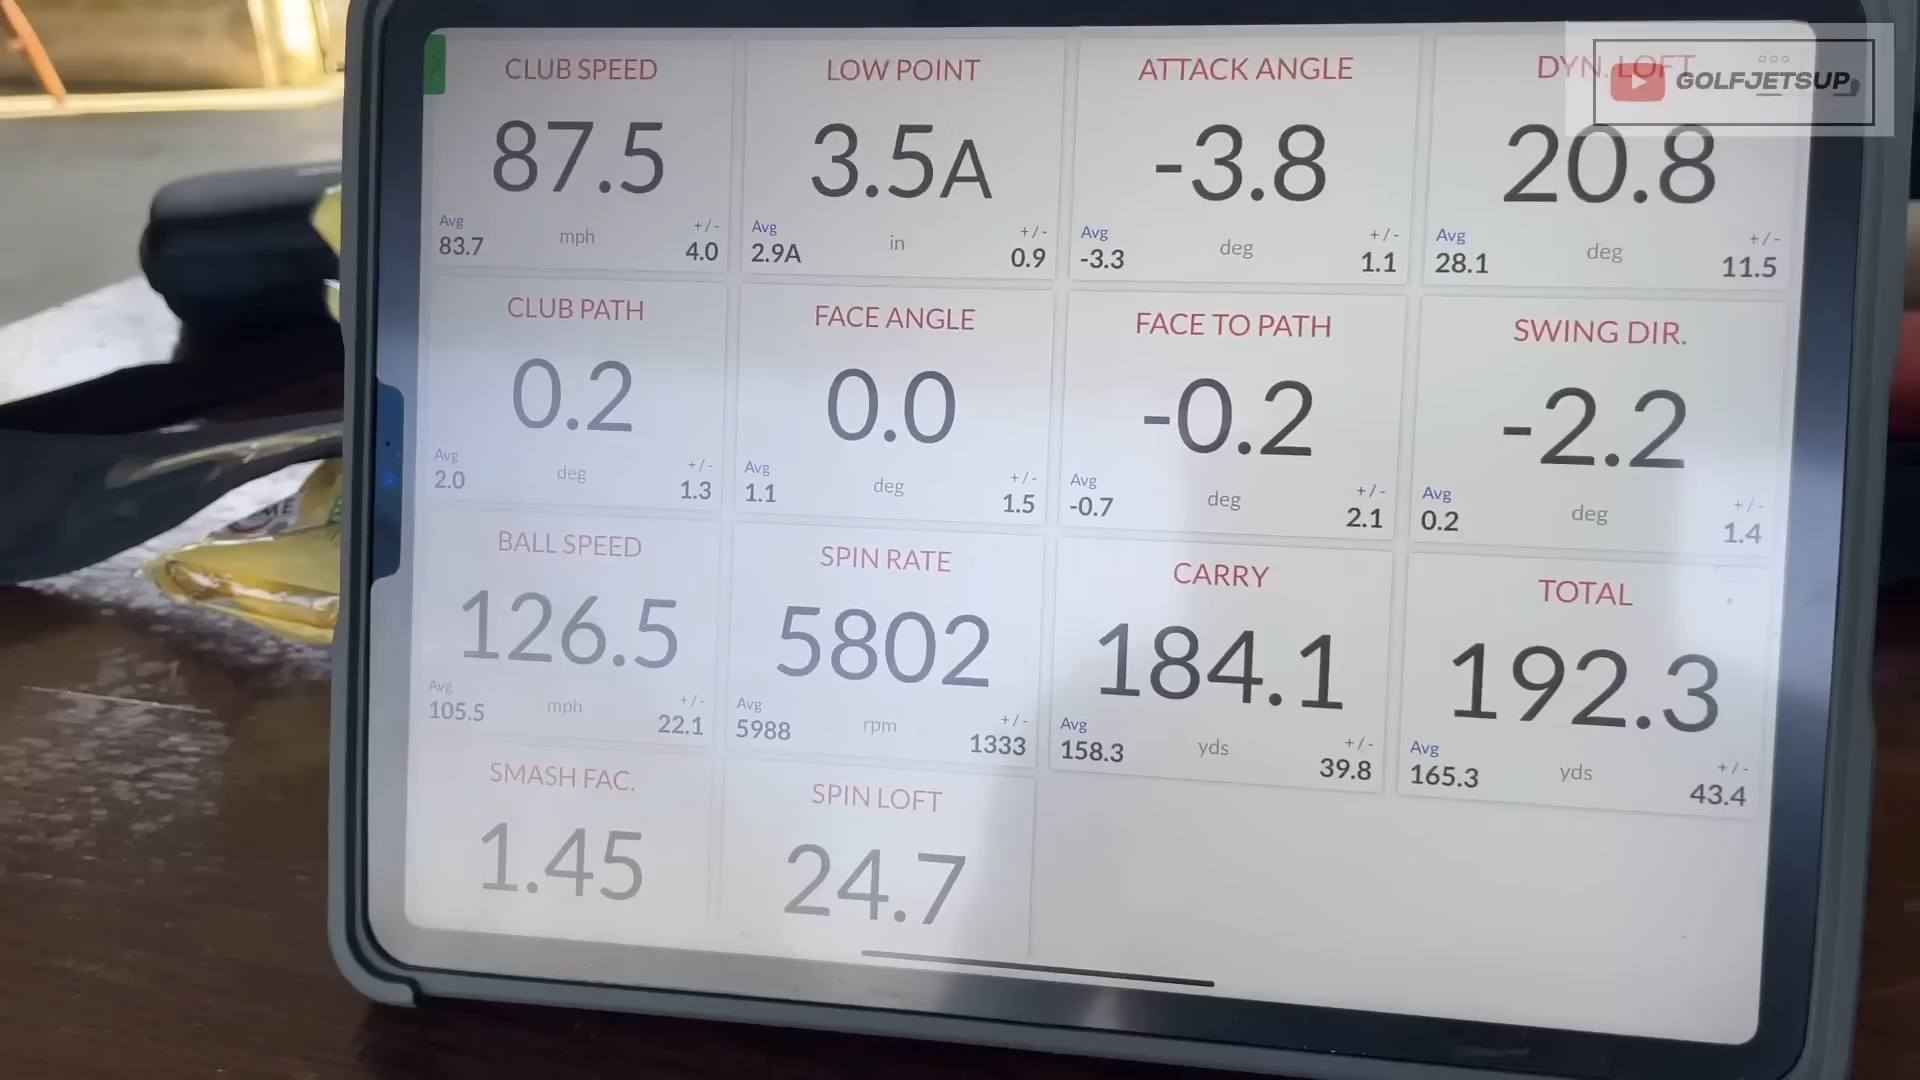 CLUB SPEED
87.5
Avg
83.7
mph
+/-
4.0
LOW POINT
3.5A
Avg
2.9A
in
+/-
0.9
ATTACK ANGLE
-3.8
Avg
-3.3
deg
+/-
1.1
DYN. LOFT
20.8
Avg
28.1
deg
+/-
11.5
GOLFJETSUP
CLUB PATH
0.2
Avg
2.0
deg
+/-
1.3
FACE ANGLE
0.0
Avg
1.1
deg
+/-
1.5
FACE TO PATH
-0.2
Avg
-0.7
deg
+/-
2.1
SWING DIR.
-2.2
Avg
0.2
deg
+/-
1.4
BALL SPEED
126.5
Avg
105.5
mph
+/-
22.1
SPIN RATE
5802
Avg
5988
rpm
+/-
1333
CARRY
184.1
Avg
158.3
yds
+/-
39.8
TOTAL
192.3
Avg
165.3
yds
+/-
43.4
SMASH FAC.
1.45
SPIN LOFT
24.7